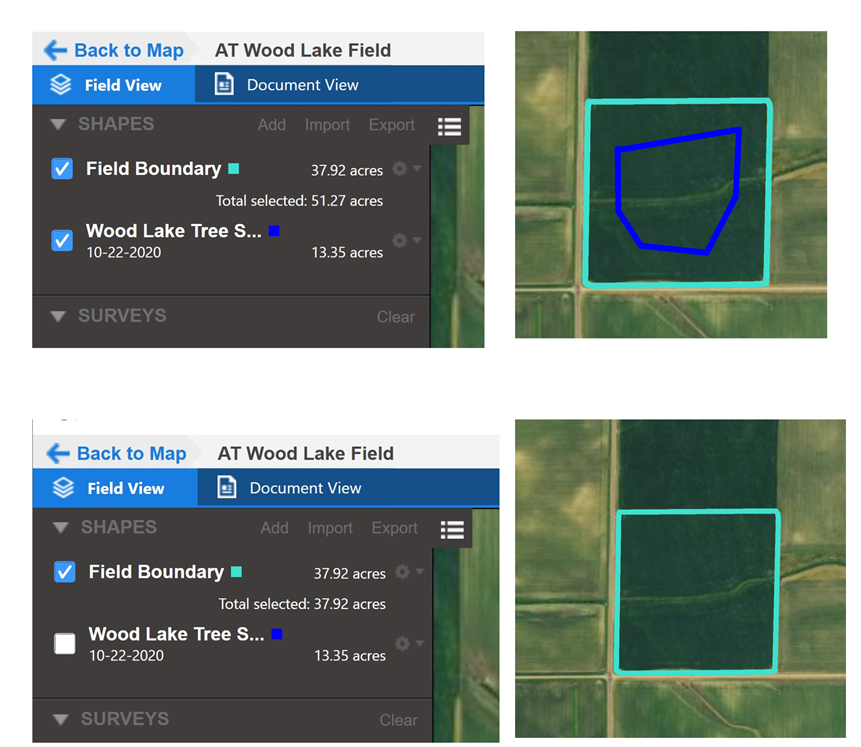 Back to Map AT Wood Lake Field
Field View Document View
SHAPES Add Import Export
Field Boundary 37.92 acres
Total selected: 51.27 acres
Wood Lake Tree S...
10-22-2020 13.35 acres
SURVEYS Clear
Back to Map AT Wood Lake Field
Field View Document View
SHAPES Add Import Export
Field Boundary 37.92 acres
Total selected: 37.92 acres
Wood Lake Tree S...
10-22-2020 13.35 acres
SURVEYS Clear